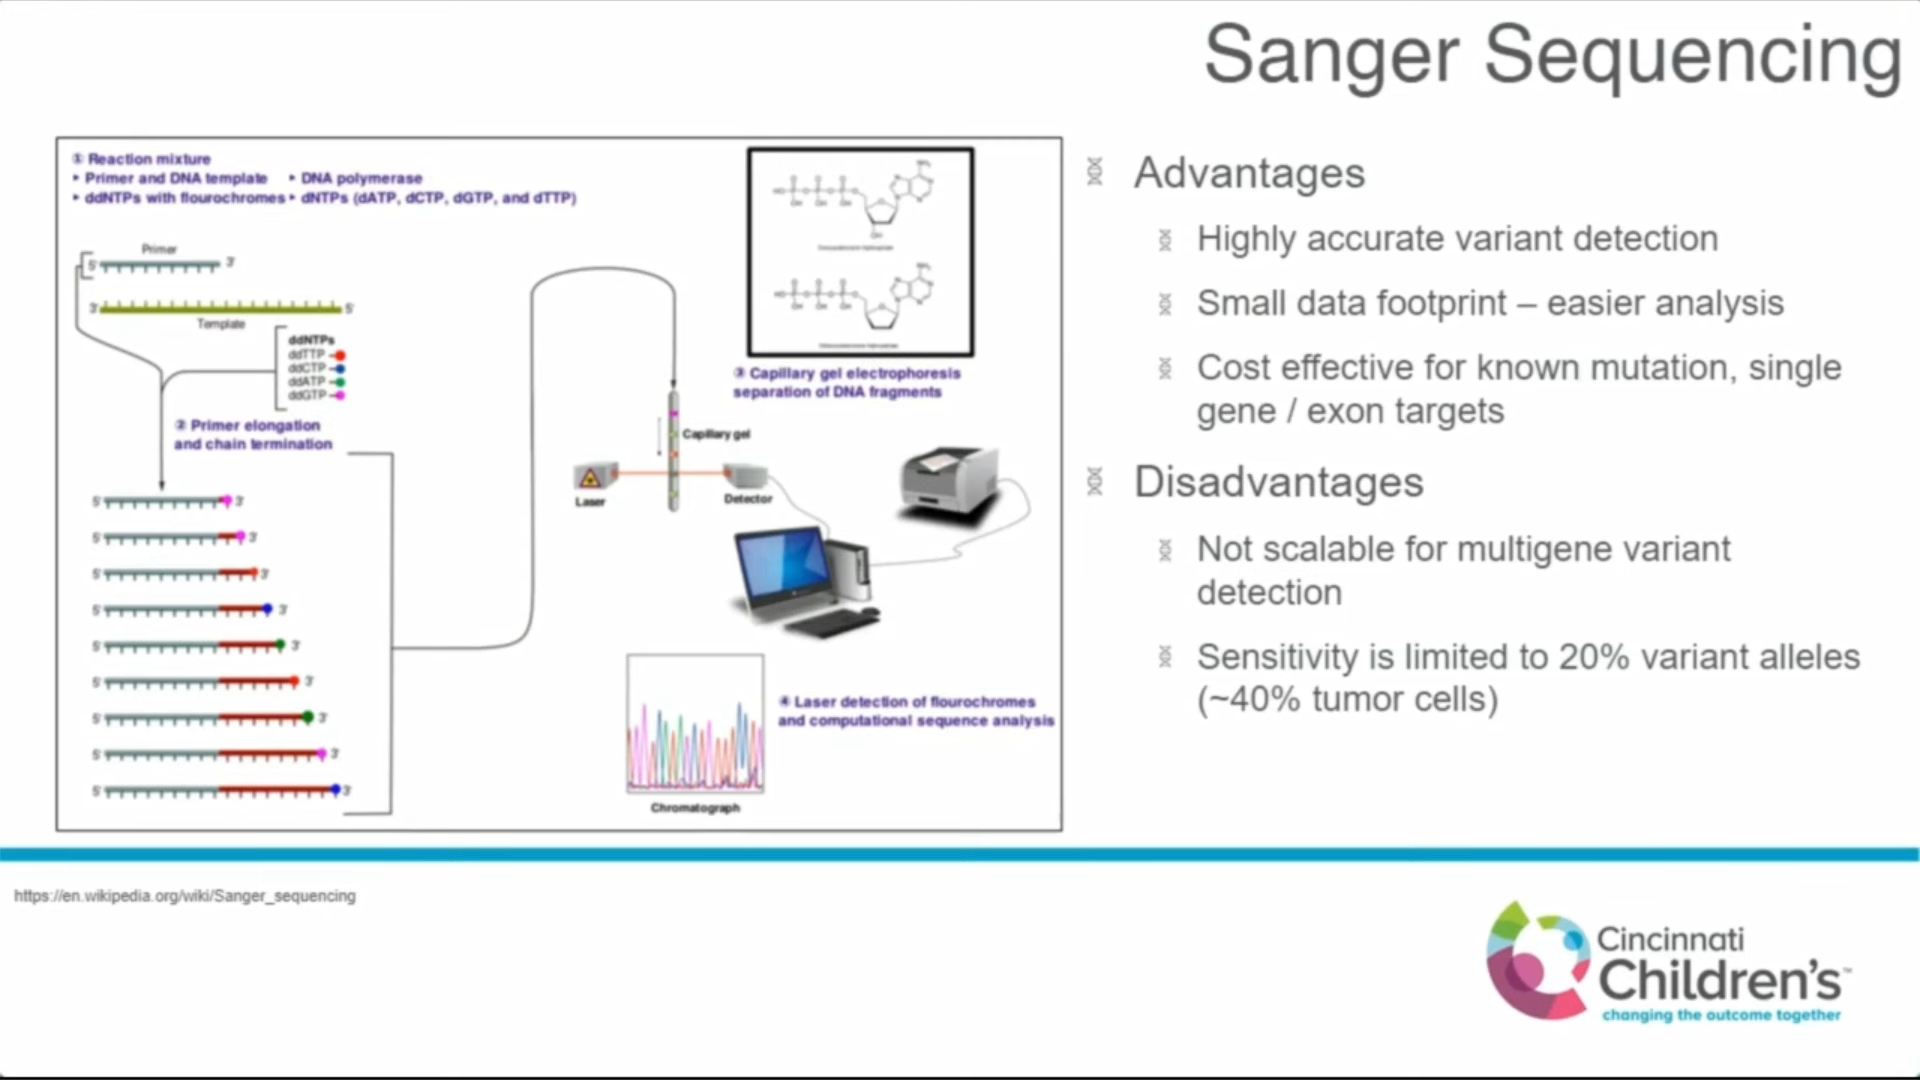 Sanger Sequencing
① Reaction mixture
‣ Primer and DNA template ‣ DNA polymerase
‣ ddNTPs with flourochromes ‣ dNTPs (dATP, dCTP, dGTP, and dTTP)
Primer
5' 3'
3' 5'
Template
ddNTPs
ddTTP
ddCTP
ddATP
ddGTP
② Primer elongation
and chain termination
5' 3'
5' 3'
5' 3'
5' 3'
5' 3'
5' 3'
5' 3'
5' 3'
5' 3'
③ Capillary gel electrophoresis
separation of DNA fragments
Capillary gel
Laser
Detector
④ Laser detection of flourochromes
and computational sequence analysis
Chromatograph
Advantages
Highly accurate variant detection
Small data footprint – easier analysis
Cost effective for known mutation, single
gene / exon targets
Disadvantages
Not scalable for multigene variant
detection
Sensitivity is limited to 20% variant alleles
(~40% tumor cells)
https://en.wikipedia.org/wiki/Sanger_sequencing
Cincinnati
Children's™
changing the outcome together